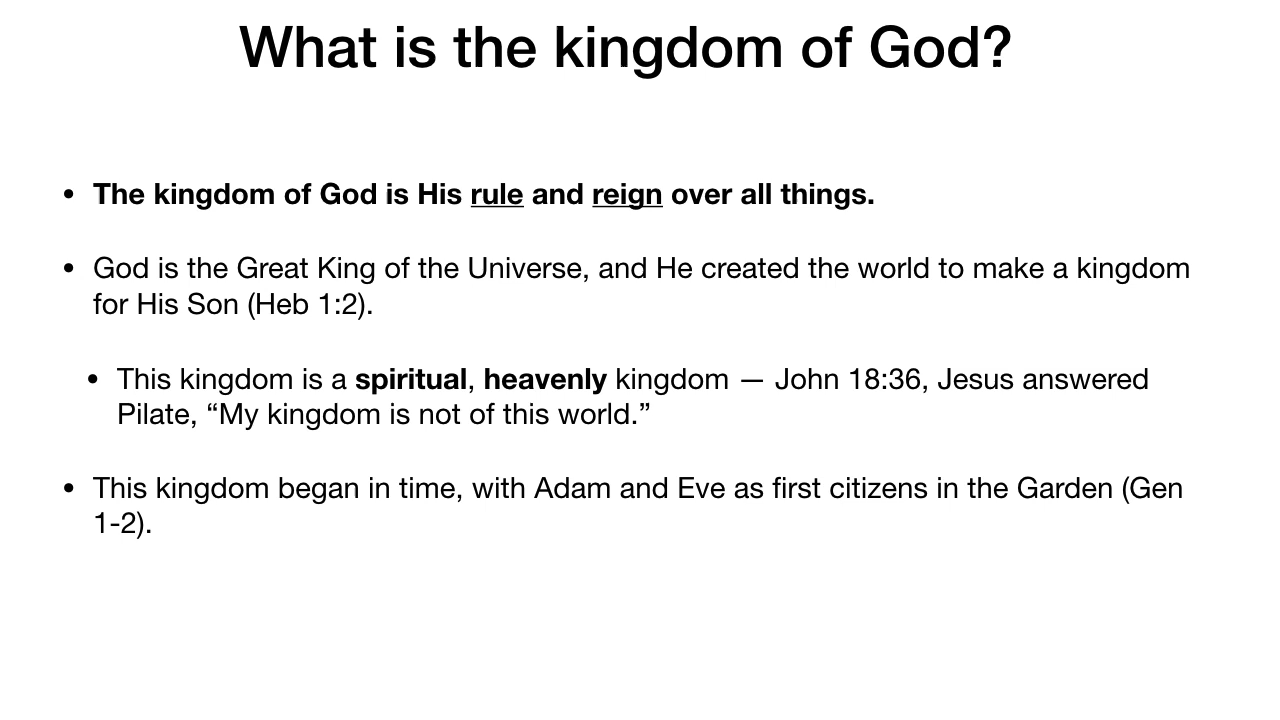 What is the kingdom of God?
• The kingdom of God is His rule and reign over all things.
• God is the Great King of the Universe, and He created the world to make a kingdom
for His Son (Heb 1:2).
• This kingdom is a spiritual, heavenly kingdom — John 18:36, Jesus answered
Pilate, “My kingdom is not of this world.”
• This kingdom began in time, with Adam and Eve as first citizens in the Garden (Gen
1-2).